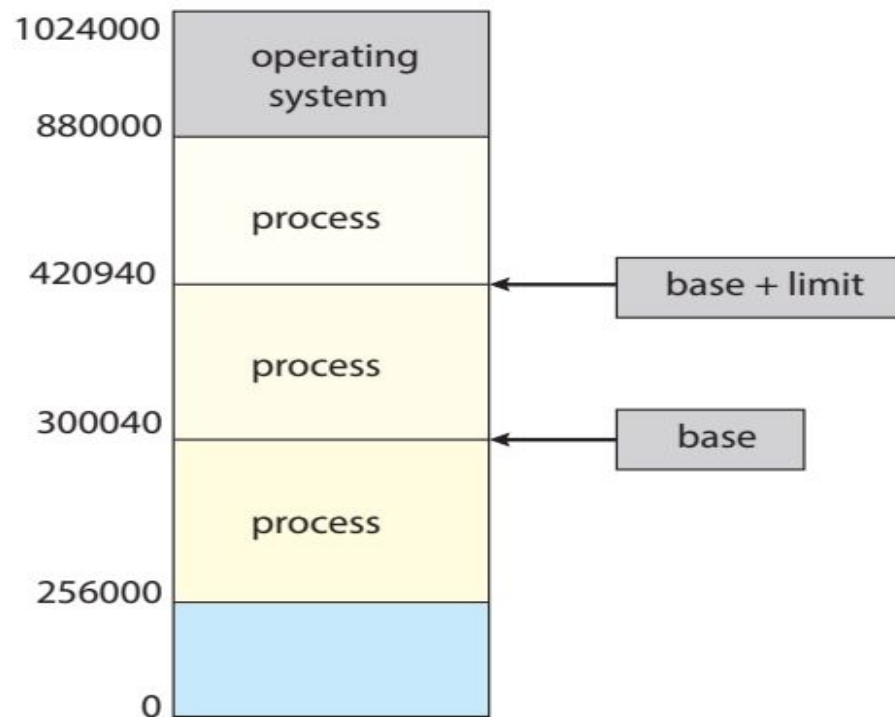 1024000
operating
system
880000
process
420940
base + limit
process
300040
base
process
256000
0